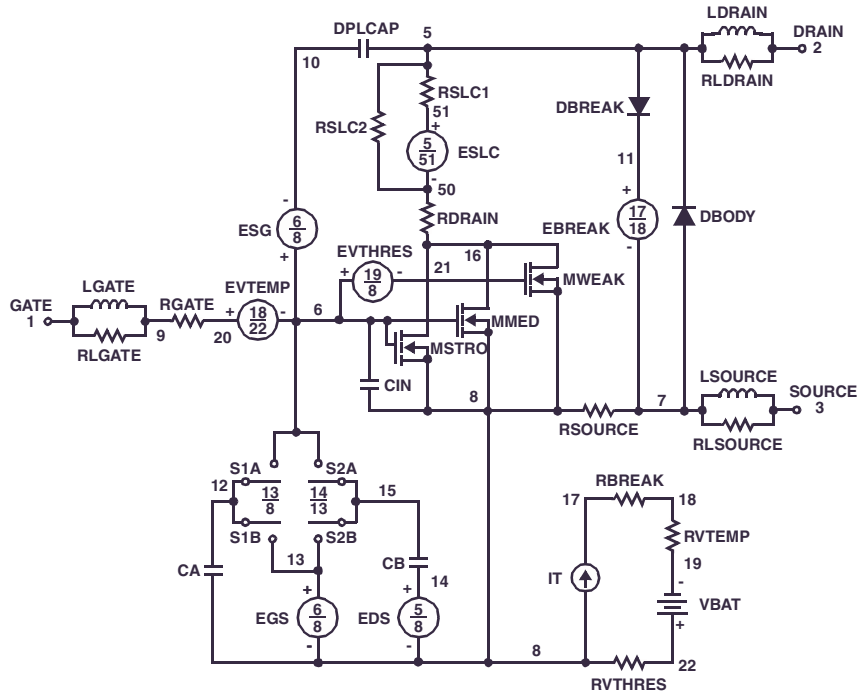 LDRAIN
DPLCAP 5 DRAIN
10 2
RSLC1 RLDRAIN
51 DBREAK
RSLC2 +
5
51 ESLC
11
- 50
- +
ESG 6
8 RDRAIN EBREAK 17
18 DBODY
+ EVTHRES 16 -
+ 19
8 - 21 MWEAK
LGATE EVTEMP
GATE RGATE + 18
22 - 6 MMED
1 9 20 MSTRO
RLGATE
CIN LSOURCE
8 7 SOURCE
3
RSOURCE RLSOURCE
S1A S2A
12 13
8 14
13 15 RBREAK
17 18
S1B S2B RVTEMP
13 CB 19
CA IT -
+ + 14 VBAT
EGS 6
8 EDS 5
8 +
- - 8 22
RVTHRES